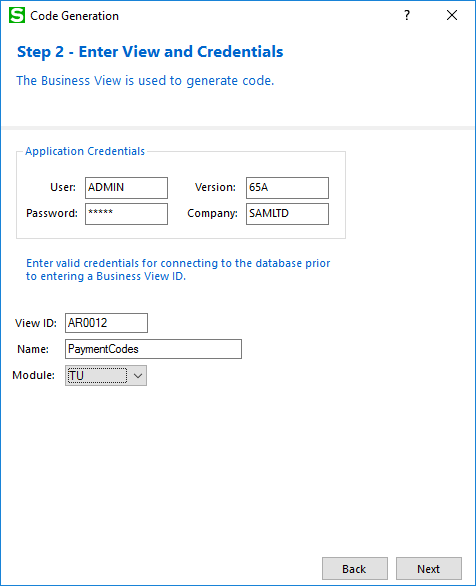 S Code Generation ?
Step 2 - Enter View and Credentials
The Business View is used to generate code.
Application Credentials
User: ADMIN Version: 65A
Password: ***** Company: SAMLTD
Enter valid credentials for connecting to the database prior
to entering a Business View ID.
View ID: AR0012
Name: PaymentCodes
Module: TU
Back Next